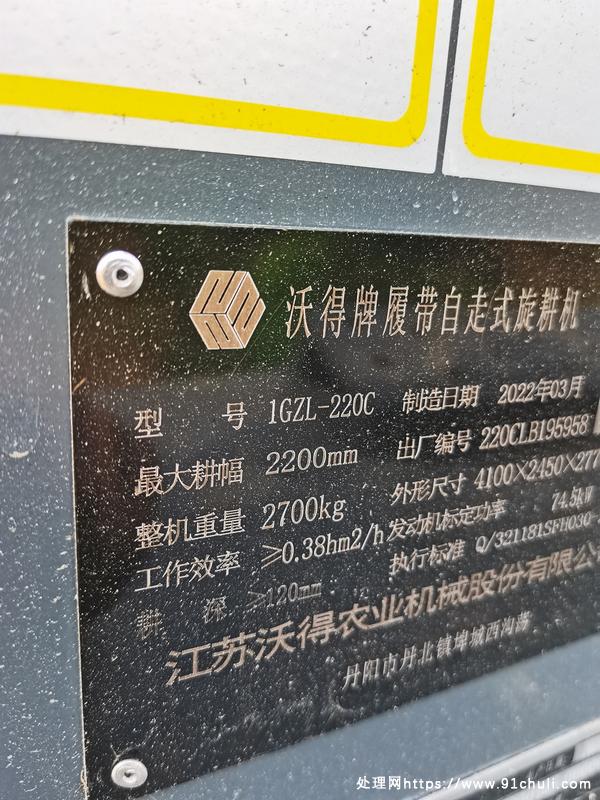 沃得牌履带自走式旋耕机
型 号 1GZL-220C 制造日期 2022年03月
最大耕幅 2200mm 出厂编号 220CLB195958
整机重量 2700kg 外形尺寸 4100×2450×277
工作效率 ≥0.38hm2/h 发动机标定功率 74.5kW
耕 深 ≥120mm 执行标准 Q/321181SFH030
江苏沃得农业机械股份有限公
丹阳市丹北镇埤城西沟荡
处理网https://www.91chuli.com/